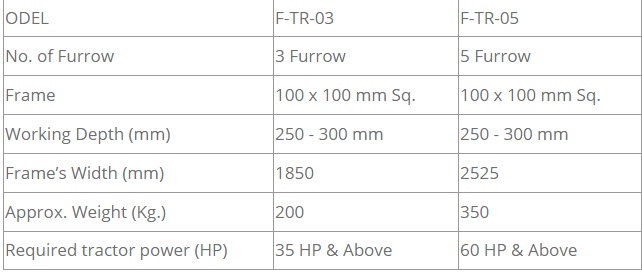 ODEL F-TR-03 F-TR-05
No. of Furrow 3 Furrow 5 Furrow
Frame 100 x 100 mm Sq. 100 x 100 mm Sq.
Working Depth (mm) 250 - 300 mm 250 - 300 mm
Frame’s Width (mm) 1850 2525
Approx. Weight (Kg.) 200 350
Required tractor power (HP) 35 HP & Above 60 HP & Above